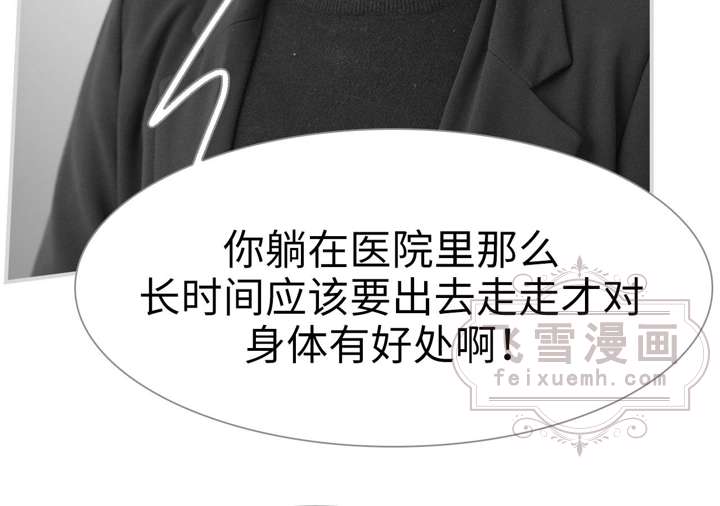 你躺在医院里那么
长时间应该要出去走走才对
身体有好处啊！
飞雪漫画
feixuemh.com